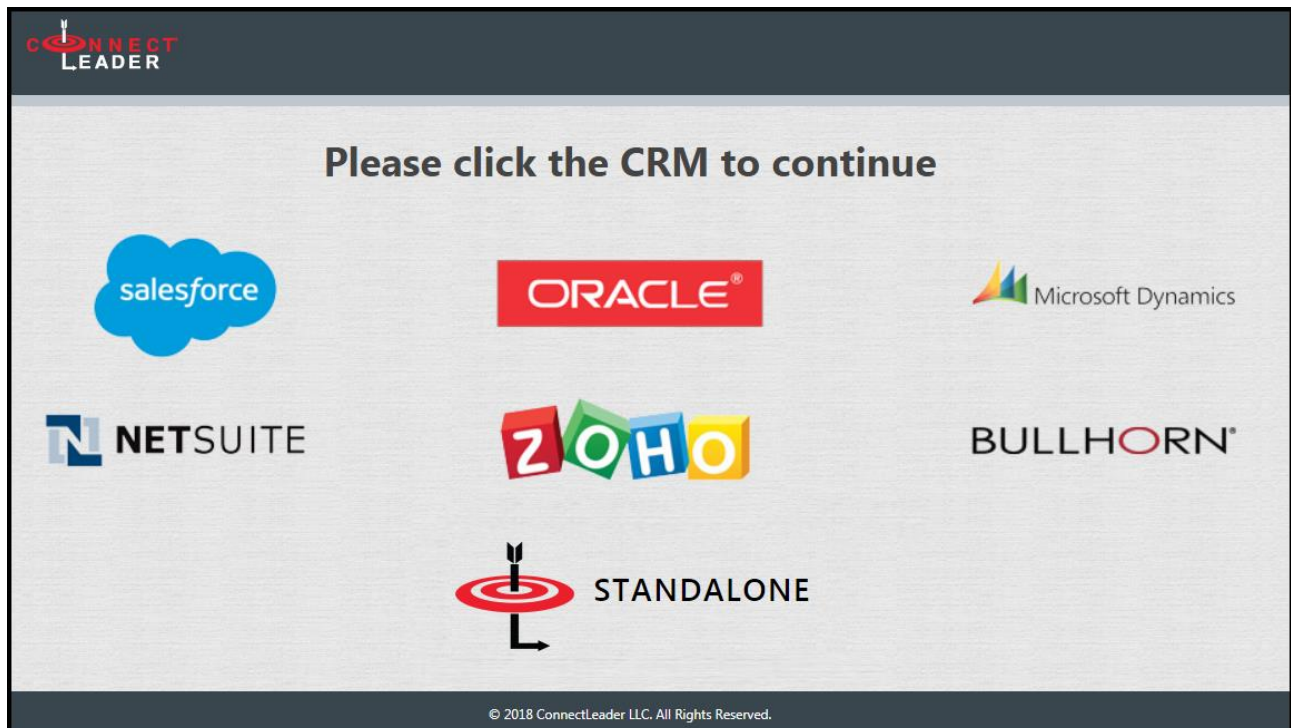 CONNECT
LEADER
Please click the CRM to continue
salesforce
ORACLE®
Microsoft Dynamics
NETSUITE
ZOHO
BULLHORN®
STANDALONE
© 2018 ConnectLeader LLC. All Rights Reserved.